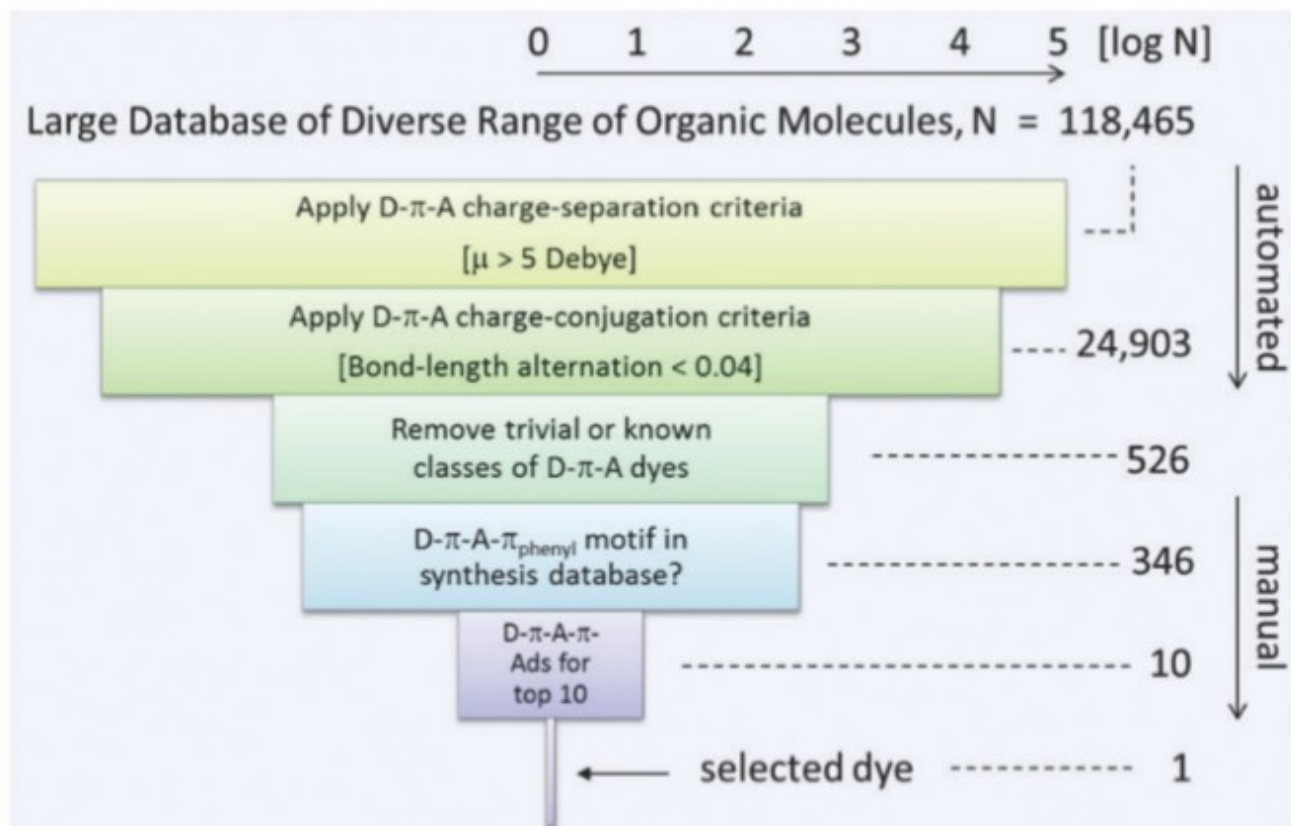 0 1 2 3 4 5 [log N]
Large Database of Diverse Range of Organic Molecules, N = 118,465
Apply D-π-A charge-separation criteria
[μ > 5 Debye]
Apply D-π-A charge-conjugation criteria
[Bond-length alternation < 0.04]
24,903
automated
Remove trivial or known
classes of D-π-A dyes
526
D-π-A-πphenyl motif in
synthesis database?
346
D-π-A-π-
Ads for
top 10
10
manual
selected dye
1